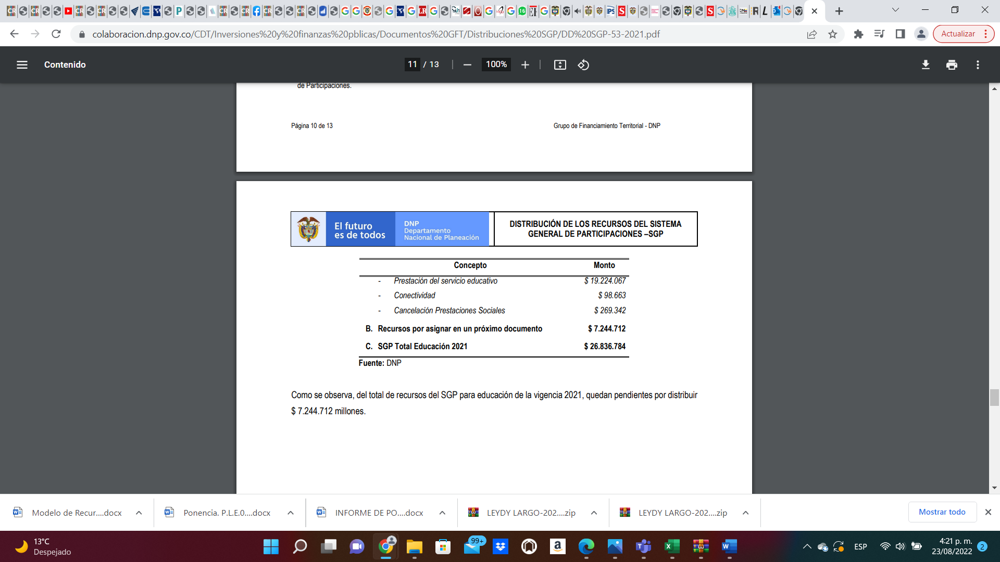 colaboracion.dnp.gov.co/CDT/Inversiones%20y%20finanzas%20pblicas/Documentos%20GFT/Distribuciones%20SGP/DD%20SGP-53-2021.pdf
Actualizar
Contenido
11 / 13
100%
de Participaciones.
Página 10 de 13
Grupo de Financiamiento Territorial - DNP
El futuro
es de todos
DNP
Departamento
Nacional de Planeación
DISTRIBUCIÓN DE LOS RECURSOS DEL SISTEMA
GENERAL DE PARTICIPACIONES –SGP
Concepto Monto
- Prestación del servicio educativo $ 19.224.067
- Conectividad $ 98.663
- Cancelación Prestaciones Sociales $ 269.342
B. Recursos por asignar en un próximo documento $ 7.244.712
C. SGP Total Educación 2021 $ 26.836.784
Fuente: DNP
Como se observa, del total de recursos del SGP para educación de la vigencia 2021, quedan pendientes por distribuir
$ 7.244.712 millones.
Modelo de Recur....docx
Ponencia. P.L.E.0....docx
INFORME DE PO....docx
LEYDY LARGO-202....zip
LEYDY LARGO-202....zip
Mostrar todo
13°C
Despejado
99+
ESP
4:21 p. m.
23/08/2022
2